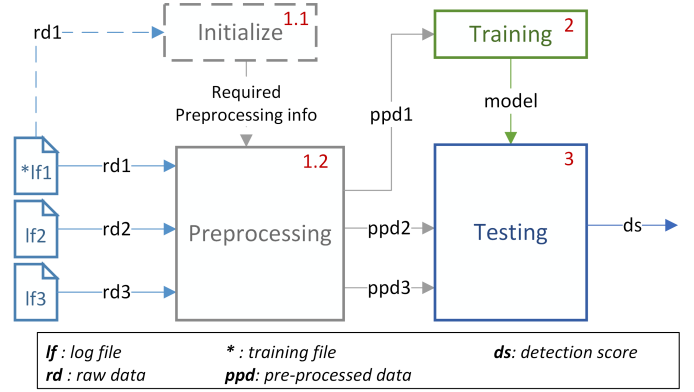 rd1
Initialize 1.1
Training 2
Required
Preprocessing info
ppd1
model
*lf1
rd1
1.2
3
lf2
rd2
Preprocessing
ppd2
Testing
ds
lf3
rd3
ppd3
lf : log file
* : training file
ds: detection score
rd : raw data
ppd: pre-processed data